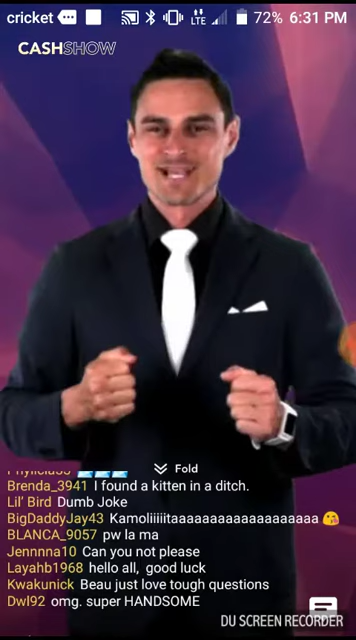 cricket LTE 72% 6:31 PM
CASHSHOW
Fold
Brenda_3941 I found a kitten in a ditch.
Lil' Bird Dumb Joke
BigDaddyJay43 Kamoliiiiitaaaaaaaaaaaaaaaaaaa
BLANCA_9057 pw la ma
Jennnna10 Can you not please
Layahb1968 hello all, good luck
Kwakunick Beau just love tough questions
Dwl92 omg. super HANDSOME
DU SCREEN RECORDER